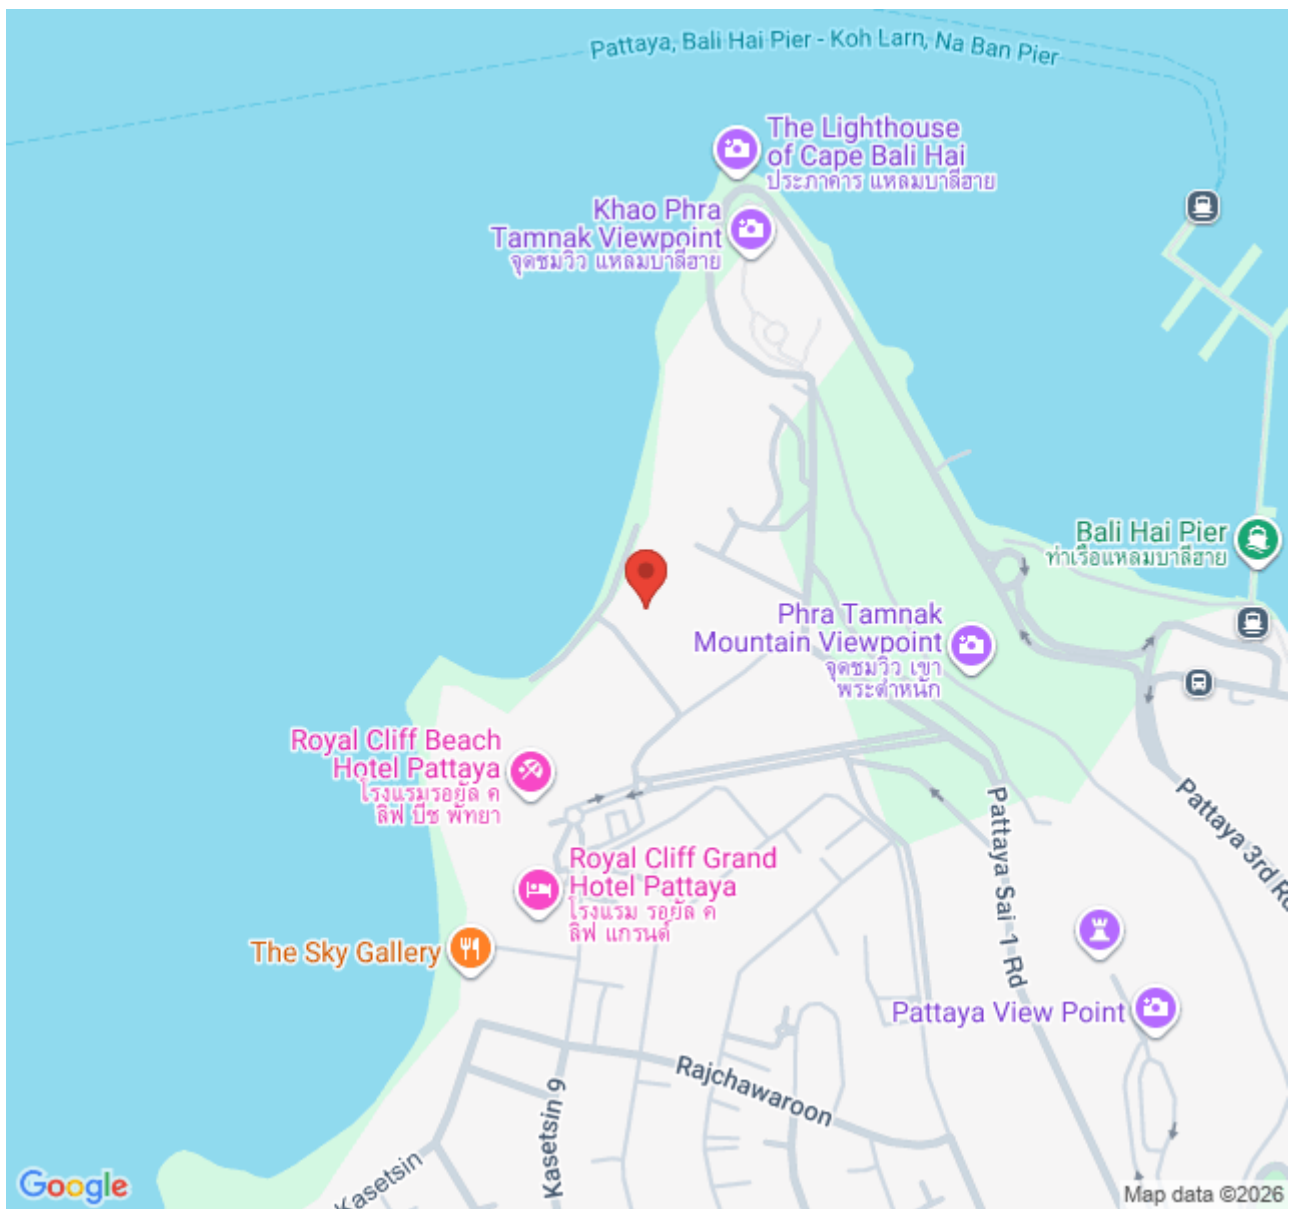 Pattaya, Bali Hai Pier - Koh Larn, Na Ban Pier
The Lighthouse
of Cape Bali Hai
ประภาคาร แหลมบาลีฮาย
Khao Phra
Tamnak Viewpoint
จุดชมวิว แหลมบาลีฮาย
Bali Hai Pier
ท่าเรือแหลมบาลีฮาย
Phra Tamnak
Mountain Viewpoint
จุดชมวิว เขา
พระตำหนัก
Royal Cliff Beach
Hotel Pattaya
โรงแรมรอยัล ค
ลิฟ บีช พัทยา
Pattaya 3rd Rd
Pattaya Sai 1 Rd
Royal Cliff Grand
Hotel Pattaya
โรงแรม รอยัล ค
ลิฟ แกรนด์
The Sky Gallery
Pattaya View Point
Rajchawaroon
Kasetsin 9
Kasetsin
Google
Map data ©2026